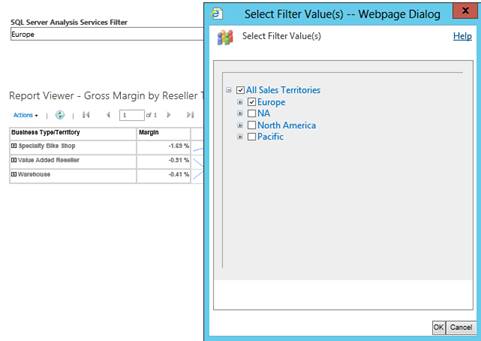 SQL Server Analysis Services Filter
Europe
Report Viewer - Gross Margin by Reseller T
Actions
1 of 1
Business Type/Territory Margin
Specialty Bike Shop -1.69 %
Value Added Reseller -0.51 %
Warehouse -0.41 %
Select Filter Value(s) -- Webpage Dialog
Select Filter Value(s) Help
All Sales Territories
Europe
NA
North America
Pacific
OK Cancel